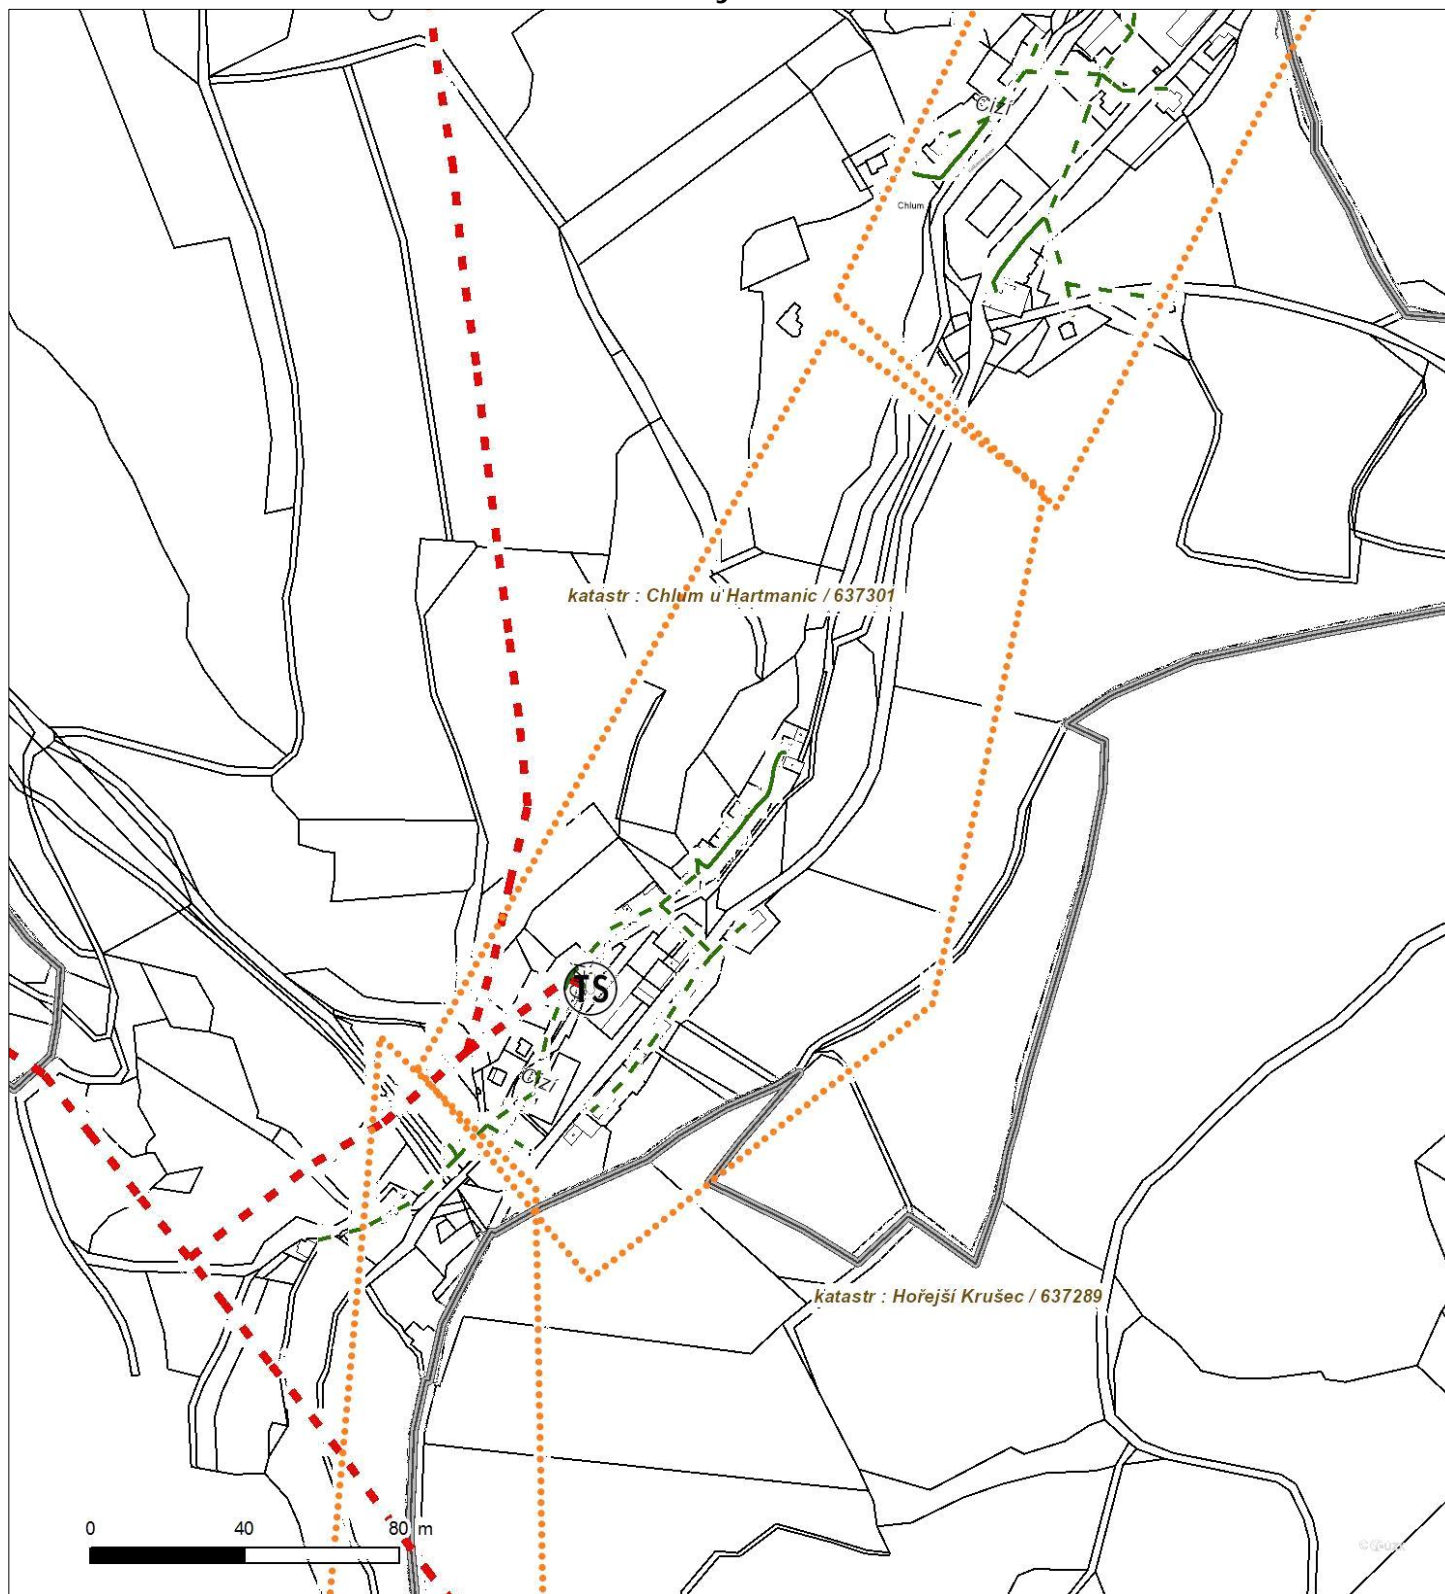 Cizí
Chlum
katastr : Chlum u Hartmanic / 637301
TS
Cizí
katastr : Hořejší Krušec / 637289
0 40 80 m